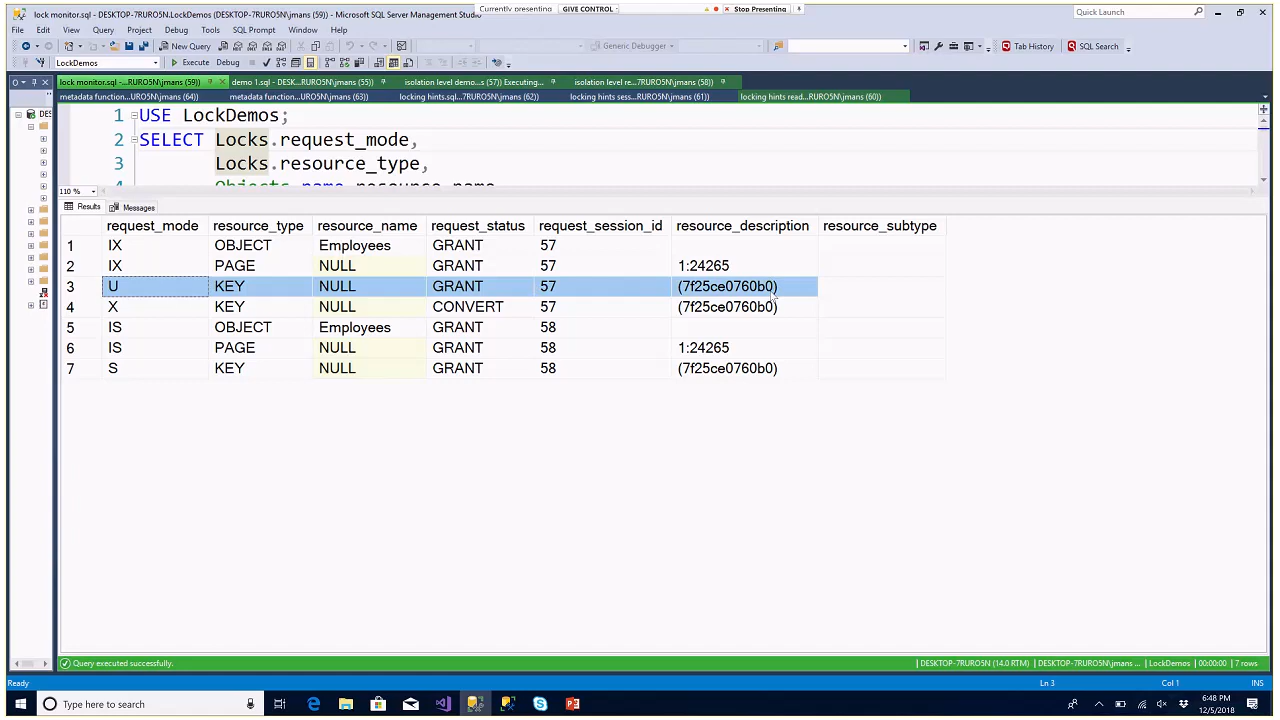 lock monitor.sql - DESKTOP-7RURO5N.LockDemos (DESKTOP-7RURO5N\jmans (59)) - Microsoft SQL Server Management Studio
Currently presenting GIVE CONTROL Stop Presenting
Quick Launch
File Edit View Query Project Debug Tools SQL Prompt Window Help
New Query Generic Debugger Tab History SQL Search
LockDemos Execute Debug
lock monitor.sql -...RURO5N\jmans (59)) demo 1.sql - DESK...RURO5N\jmans (55)) isolation level demo...s (57)) Executing... isolation level re...7RURO5N\jmans (58))
metadata function...RURO5N\jmans (64)) metadata function...RURO5N\jmans (63)) locking hints.sql...7RURO5N\jmans (62)) locking hints sess...RURO5N\jmans (61)) locking hints read...RURO5N\jmans (60))
DES
1 USE LockDemos;
2 SELECT Locks.request_mode,
3 Locks.resource_type,
4 Objects.name resource_name
110 %
Results Messages
request_mode resource_type resource_name request_status request_session_id resource_description resource_subtype
1 IX OBJECT Employees GRANT 57
2 IX PAGE NULL GRANT 57 1:24265
3 U KEY NULL GRANT 57 (7f25ce0760b0)
4 X KEY NULL CONVERT 57 (7f25ce0760b0)
5 IS OBJECT Employees GRANT 58
6 IS PAGE NULL GRANT 58 1:24265
7 S KEY NULL GRANT 58 (7f25ce0760b0)
Query executed successfully. DESKTOP-7RURO5N (14.0 RTM) DESKTOP-7RURO5N\jmans ... LockDemos 00:00:00 7 rows
Ready Ln 3 Col 1 INS
Type here to search
6:48 PM
12/5/2018